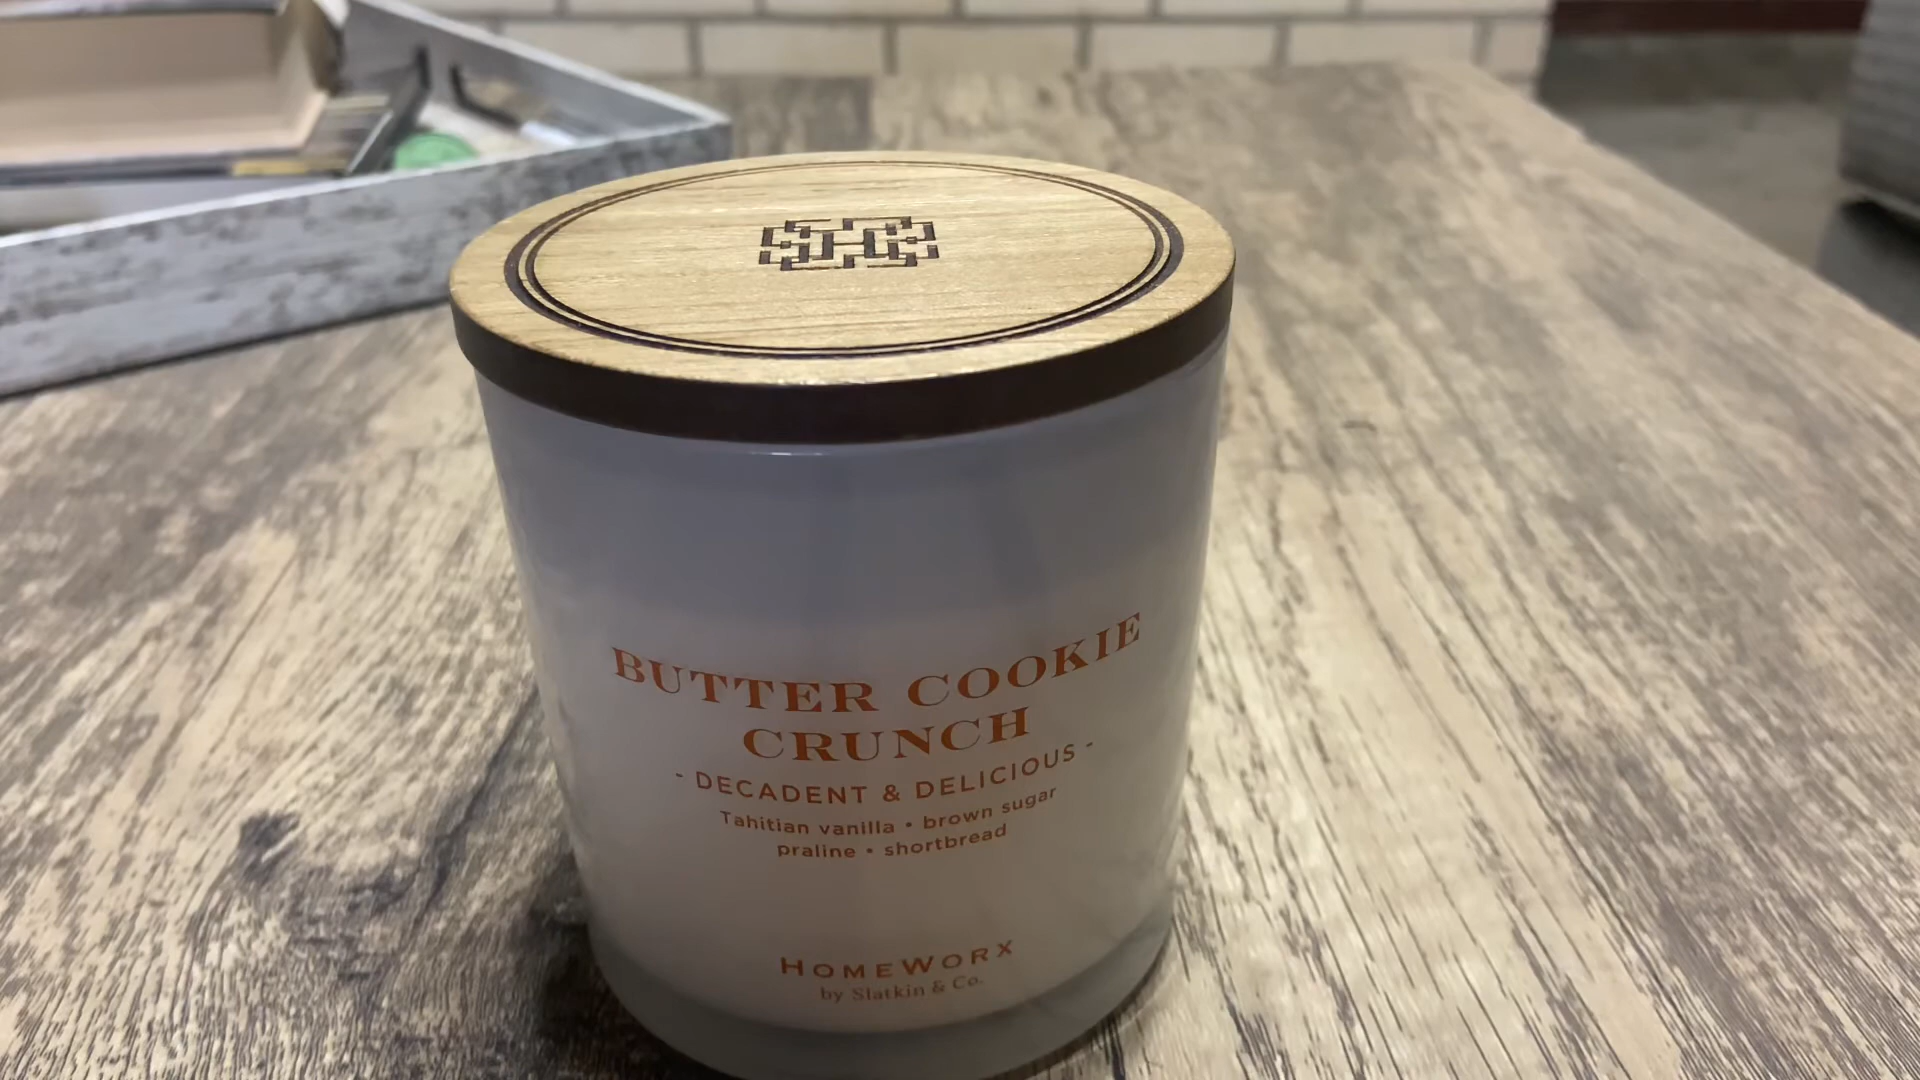 H
BUTTER COOKIE
CRUNCH
- DECADENT & DELICIOUS -
Tahitian vanilla • brown sugar
praline • shortbread
HOMEWORX
by Slatkin & Co.